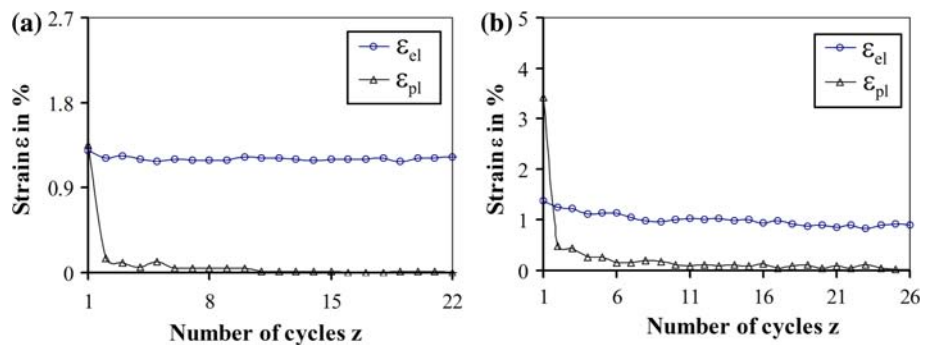 (a)
2.7
1.8
0.9
0
Strain ε in %
ε_el
ε_pl
1 8 15 22
Number of cycles z
(b)
5
4
3
2
1
0
Strain ε in %
ε_el
ε_pl
1 6 11 16 21 26
Number of cycles z